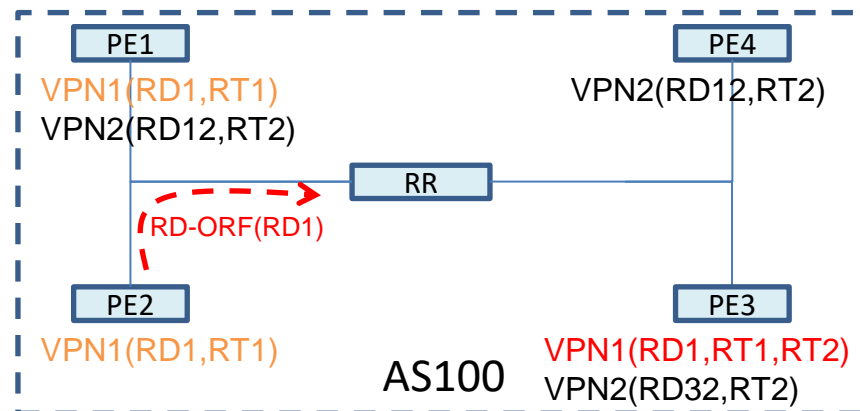 PE1
PE4
VPN1(RD1,RT1)
VPN2(RD12,RT2)
VPN2(RD12,RT2)
RR
RD-ORF(RD1)
PE2
PE3
VPN1(RD1,RT1)
VPN1(RD1,RT1,RT2)
AS100
VPN2(RD32,RT2)